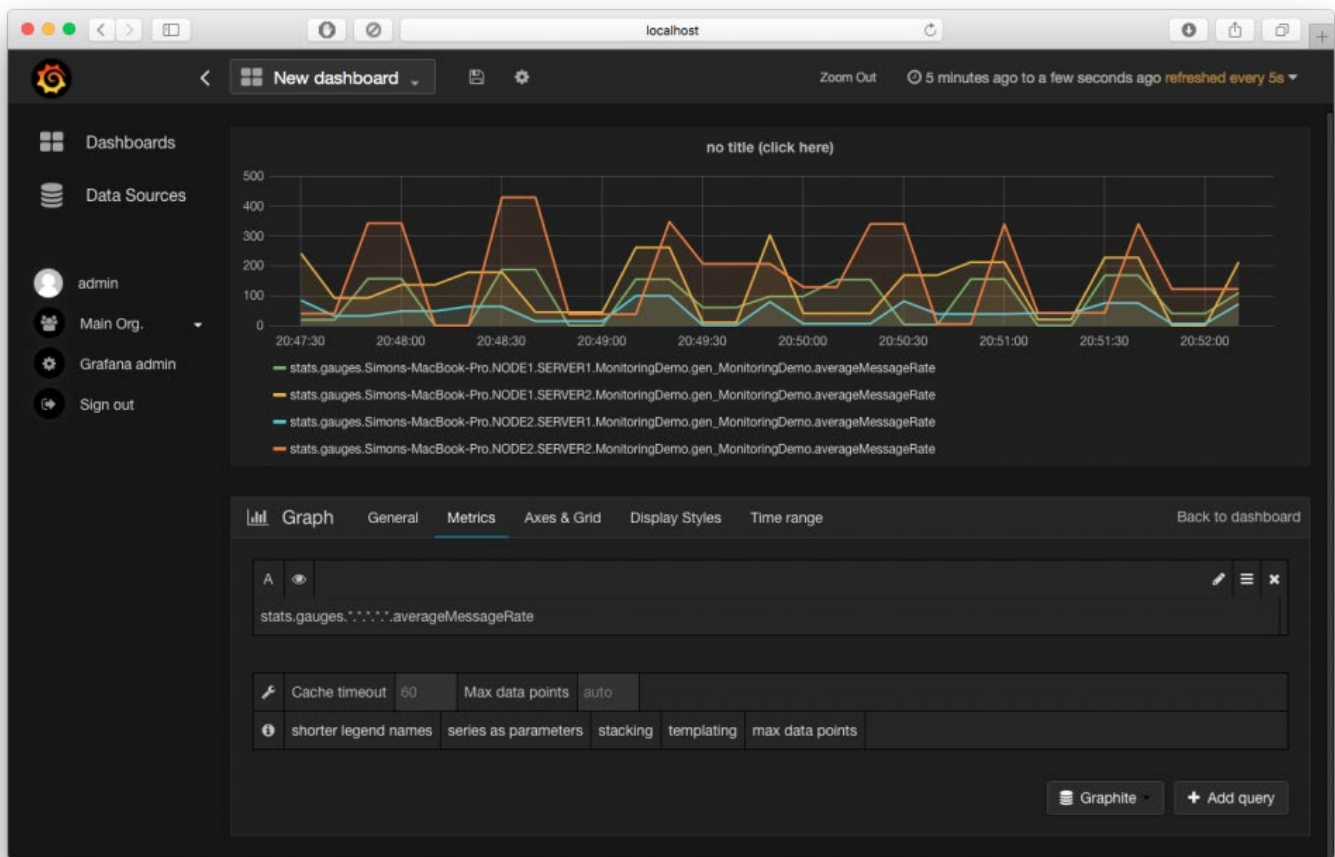 localhost
New dashboard
Zoom Out 5 minutes ago to a few seconds ago refreshed every 5s
Dashboards
Data Sources
admin
Main Org.
Grafana admin
Sign out
no title (click here)
500
400
300
200
100
0
20:47:30 20:48:00 20:48:30 20:49:00 20:49:30 20:50:00 20:50:30 20:51:00 20:51:30 20:52:00
stats.gauges.Simons-MacBook-Pro.NODE1.SERVER1.MonitoringDemo.gen_MonitoringDemo.averageMessageRate
stats.gauges.Simons-MacBook-Pro.NODE1.SERVER2.MonitoringDemo.gen_MonitoringDemo.averageMessageRate
stats.gauges.Simons-MacBook-Pro.NODE2.SERVER1.MonitoringDemo.gen_MonitoringDemo.averageMessageRate
stats.gauges.Simons-MacBook-Pro.NODE2.SERVER2.MonitoringDemo.gen_MonitoringDemo.averageMessageRate
Graph General Metrics Axes & Grid Display Styles Time range Back to dashboard
A
stats.gauges.*.*.*.*.*.averageMessageRate
Cache timeout 60 Max data points auto
shorter legend names series as parameters stacking templating max data points
Graphite + Add query